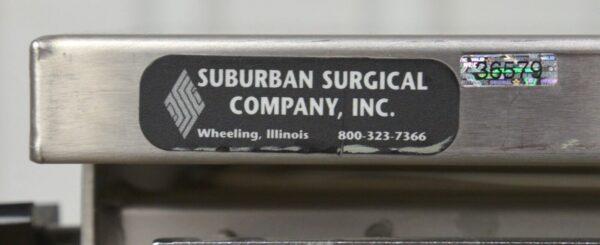 SUBURBAN SURGICAL
COMPANY, INC.
Wheeling, Illinois 800-323-7366
36579